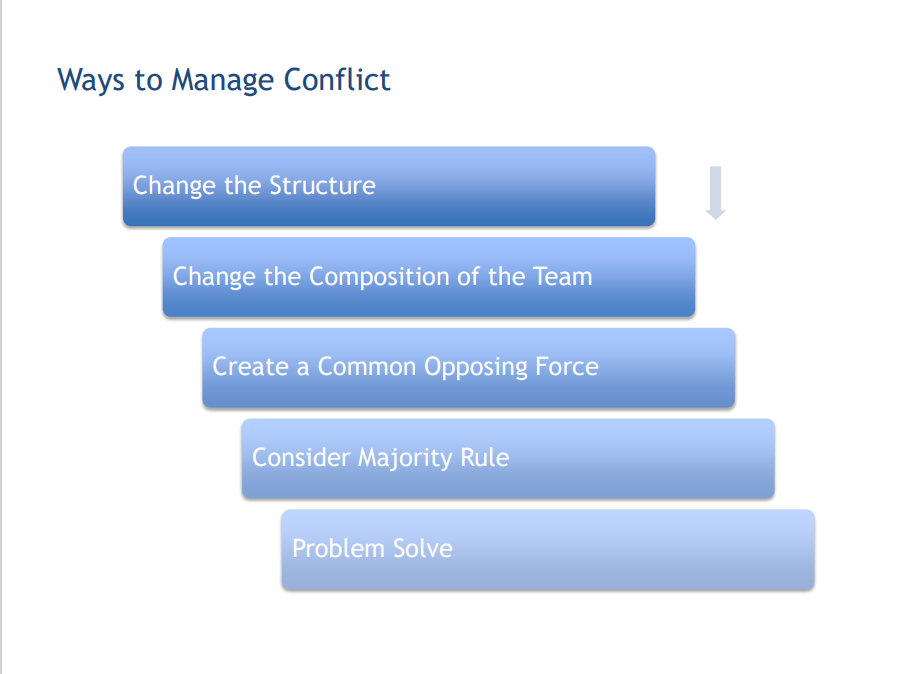 Ways to Manage Conflict
Change the Structure
Change the Composition of the Team
Create a Common Opposing Force
Consider Majority Rule
Problem Solve